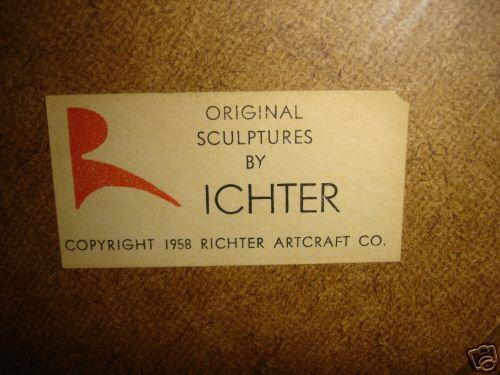 ORIGINAL
SCULPTURES
BY
RICHTER
COPYRIGHT 1958 RICHTER ARTCRAFT CO.